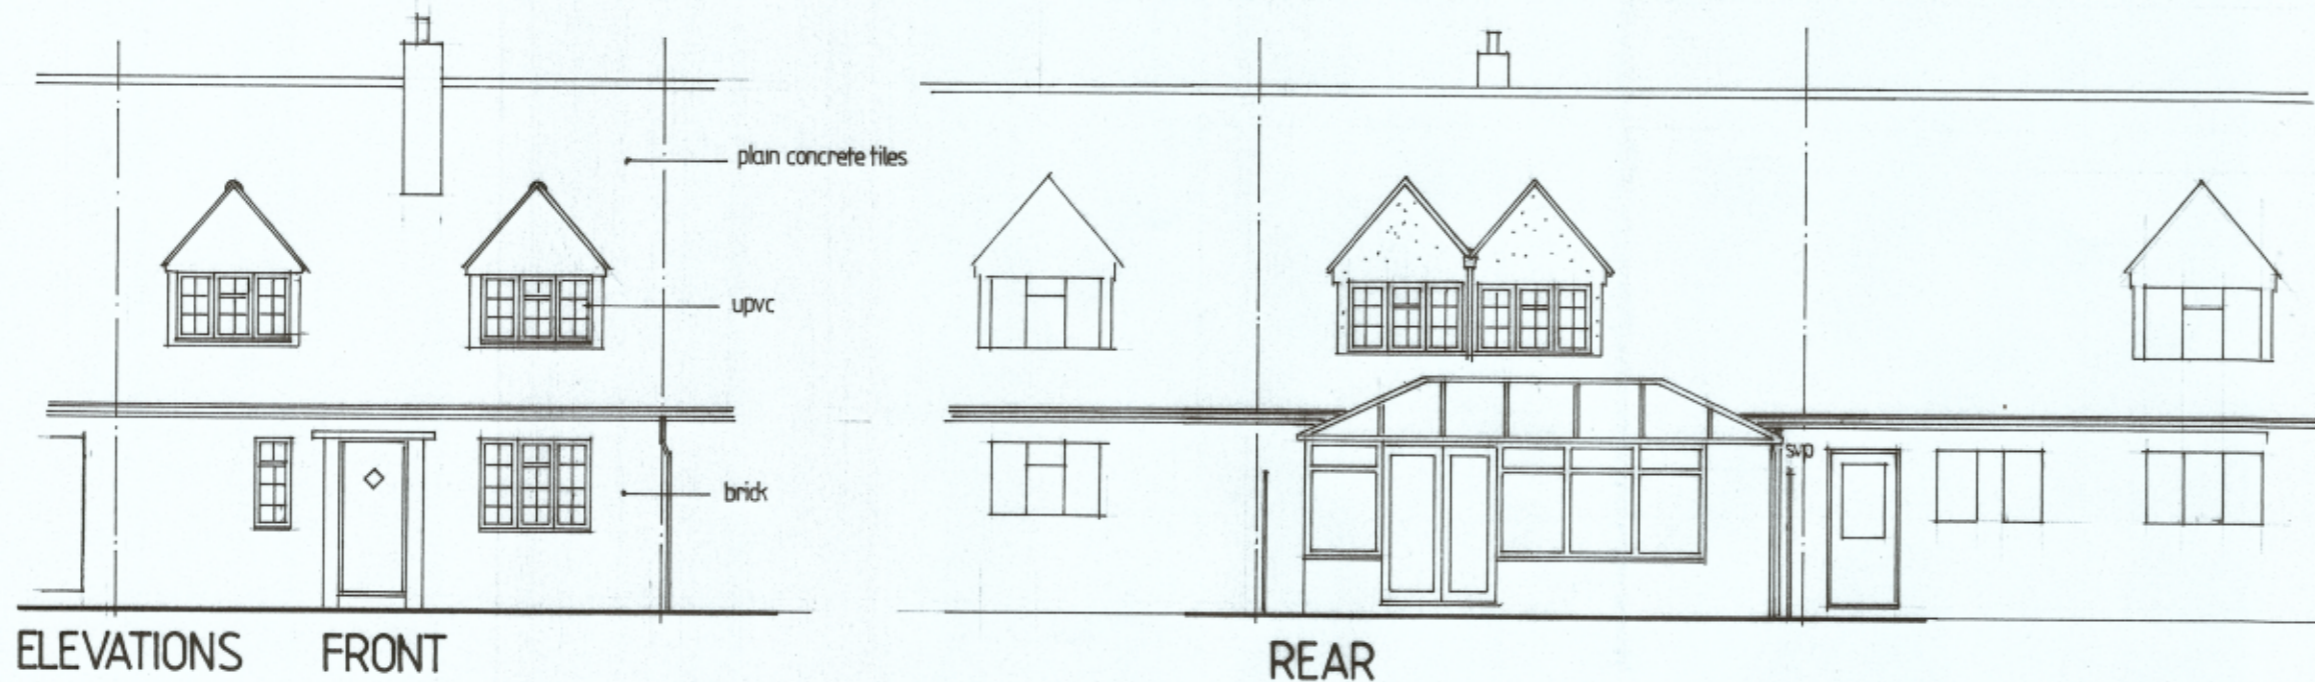 plain concrete tiles
upvc
brick
svp
ELEVATIONS FRONT
REAR